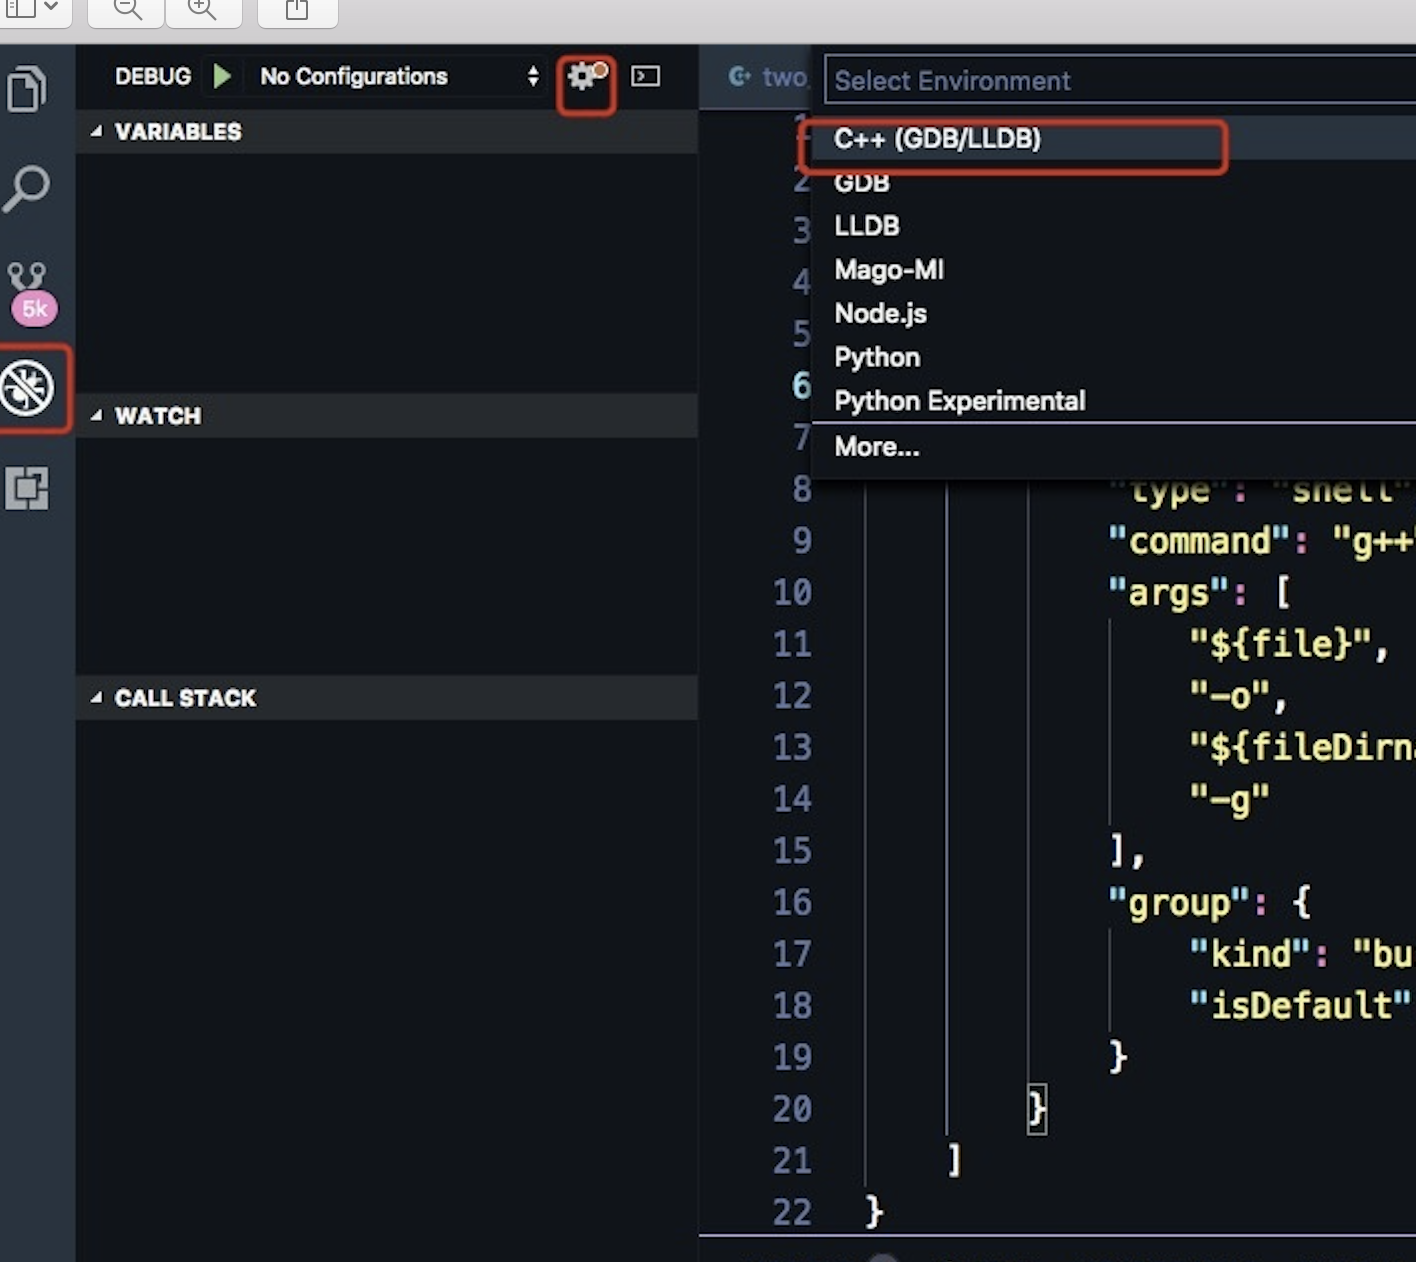 DEBUG No Configurations
VARIABLES
5k
WATCH
CALL STACK
two
Select Environment
C++ (GDB/LLDB)
GDB
LLDB
Mago-MI
Node.js
Python
Python Experimental
More...
1
2
3
4
5
6
7
8 "type": "shell"
9 "command": "g++"
10 "args": [
11 "${file}",
12 "-o",
13 "${fileDirn
14 "-g"
15 ],
16 "group": {
17 "kind": "bu
18 "isDefault"
19 }
20 }
21 ]
22 }